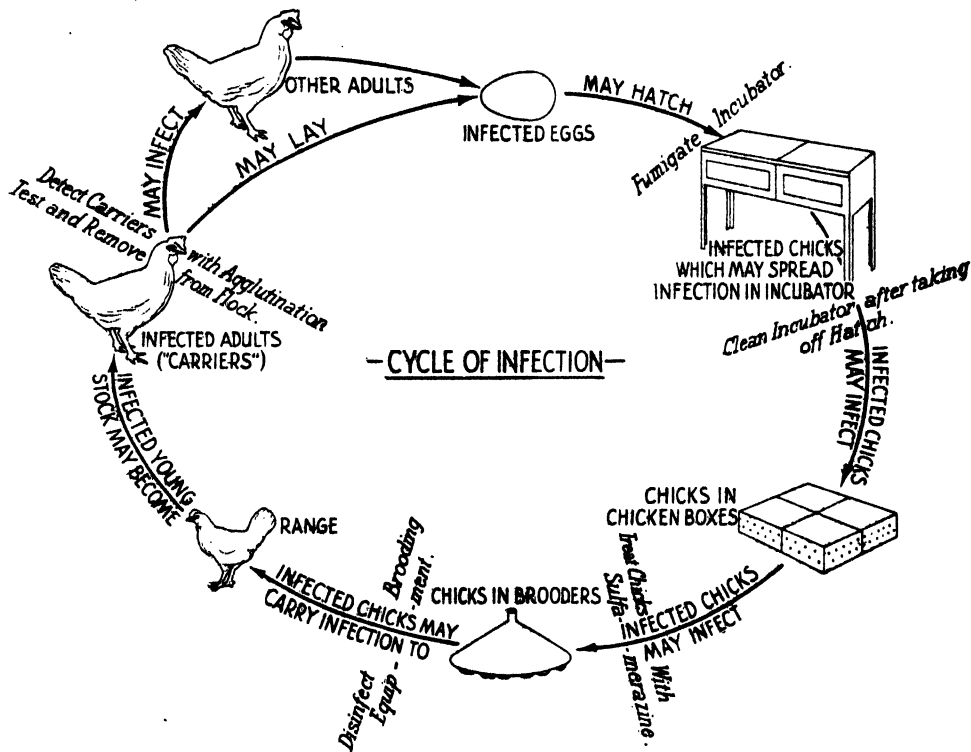 OTHER ADULTS
MAY INFECT
MAY LAY
INFECTED EGGS
MAY HATCH
Fumigate Incubator.
INFECTED CHICKS
WHICH MAY SPREAD
INFECTION IN INCUBATOR
Clean Incubator after taking
off Hatch.
Detect Carriers with Agglutination
Test and Remove from Flock.
INFECTED ADULTS
("CARRIERS")
-CYCLE OF INFECTION-
INFECTED CHICKS
MAY INFECT
CHICKS IN
CHICKEN BOXES
INFECTED CHICKS
MAY INFECT
Treat Chicks With
Sulfa-merazine.
CHICKS IN BROODERS
Disinfect Brooding
Equip-ment.
INFECTED CHICKS MAY
CARRY INFECTION TO
RANGE
INFECTED YOUNG
STOCK MAY BECOME